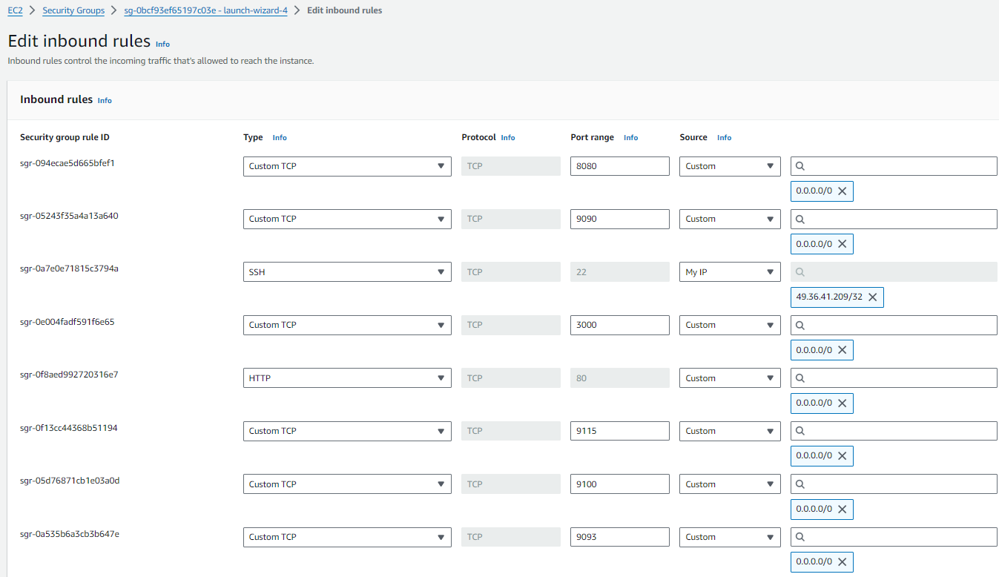 EC2 > Security Groups > sg-0bcf93ef65197c03e - launch-wizard-4 > Edit inbound rules
Edit inbound rules Info
Inbound rules control the incoming traffic that's allowed to reach the instance.
Inbound rules Info
Security group rule ID Type Info Protocol Info Port range Info Source Info
sgr-094ecae5d665bfef1 Custom TCP TCP 8080 Custom
0.0.0.0/0
sgr-05243f35a4a13a640 Custom TCP TCP 9090 Custom
0.0.0.0/0
sgr-0a7e0e71815c3794a SSH TCP 22 My IP
49.36.41.209/32
sgr-0e004fadf591f6e65 Custom TCP TCP 3000 Custom
0.0.0.0/0
sgr-0f8aed992720316e7 HTTP TCP 80 Custom
0.0.0.0/0
sgr-0f13cc44368b51194 Custom TCP TCP 9115 Custom
0.0.0.0/0
sgr-05d76871cb1e03a0d Custom TCP TCP 9100 Custom
0.0.0.0/0
sgr-0a535b6a3cb3b647e Custom TCP TCP 9093 Custom
0.0.0.0/0